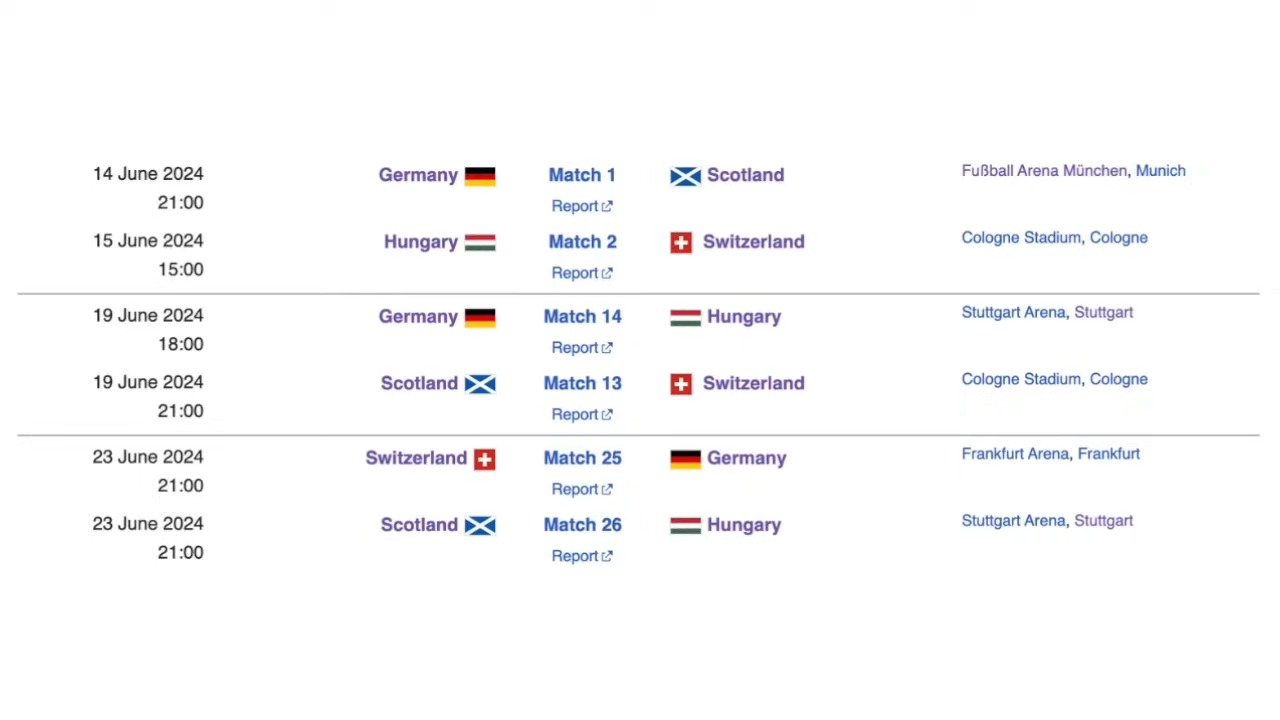 14 June 2024 Germany Match 1 Scotland Fußball Arena München, Munich
21:00 Report
15 June 2024 Hungary Match 2 Switzerland Cologne Stadium, Cologne
15:00 Report
19 June 2024 Germany Match 14 Hungary Stuttgart Arena, Stuttgart
18:00 Report
19 June 2024 Scotland Match 13 Switzerland Cologne Stadium, Cologne
21:00 Report
23 June 2024 Switzerland Match 25 Germany Frankfurt Arena, Frankfurt
21:00 Report
23 June 2024 Scotland Match 26 Hungary Stuttgart Arena, Stuttgart
21:00 Report